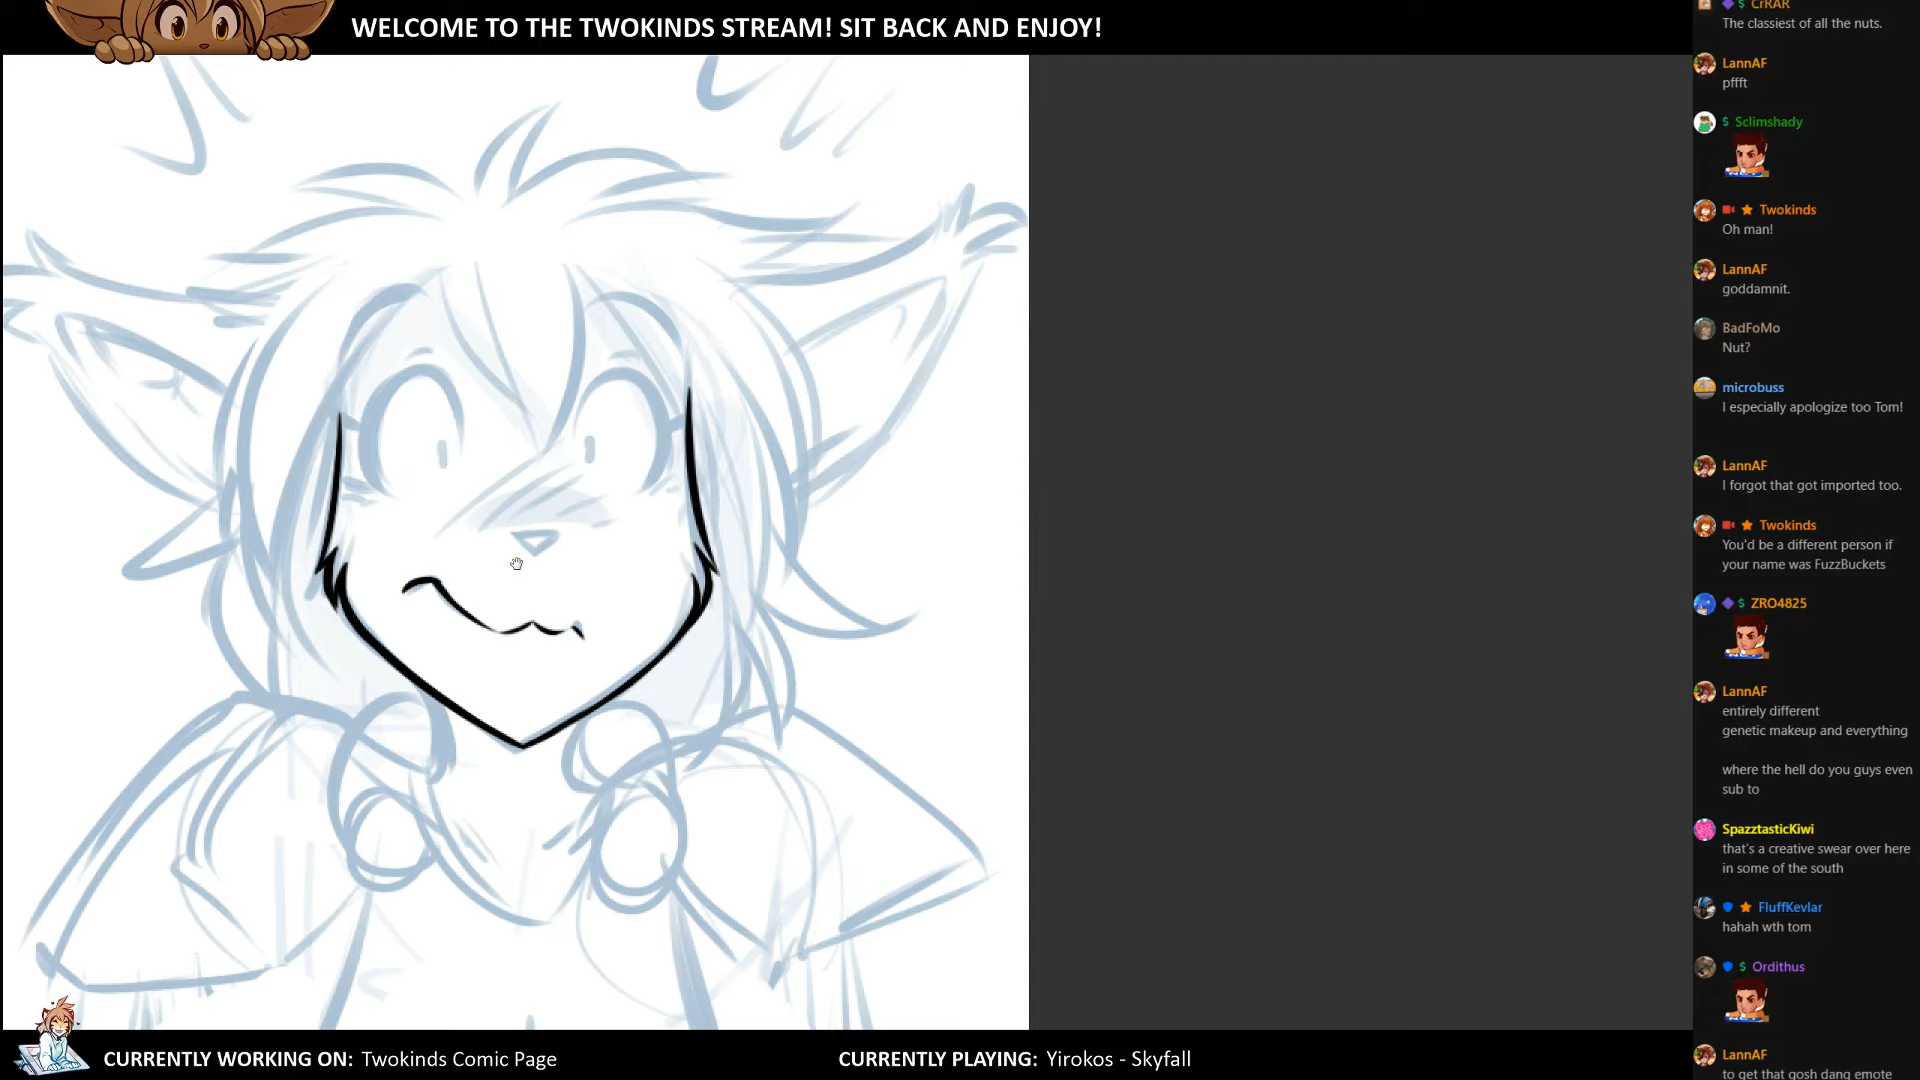 WELCOME TO THE TWOKINDS STREAM! SIT BACK AND ENJOY!
$ CrRAR
The classiest of all the nuts.
LannAF
pffft
$ Sclimshady
Twokinds
Oh man!
LannAF
goddamnit.
BadFoMo
Nut?
microbuss
I especially apologize too Tom!
LannAF
I forgot that got imported too.
Twokinds
You'd be a different person if
your name was FuzzBuckets
$ ZRO4825
LannAF
entirely different
genetic makeup and everything
where the hell do you guys even
sub to
SpazztasticKiwi
that's a creative swear over here
in some of the south
FluffKevlar
hahah wth tom
$ Ordithus
LannAF
to get that gosh dang emote
CURRENTLY WORKING ON: Twokinds Comic Page
CURRENTLY PLAYING: Yirokos - Skyfall